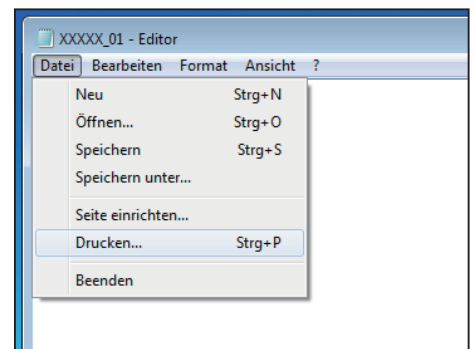 XXXXX_01 - Editor
Datei Bearbeiten Format Ansicht ?
Neu Strg+N
Öffnen... Strg+O
Speichern Strg+S
Speichern unter...
Seite einrichten...
Drucken... Strg+P
Beenden